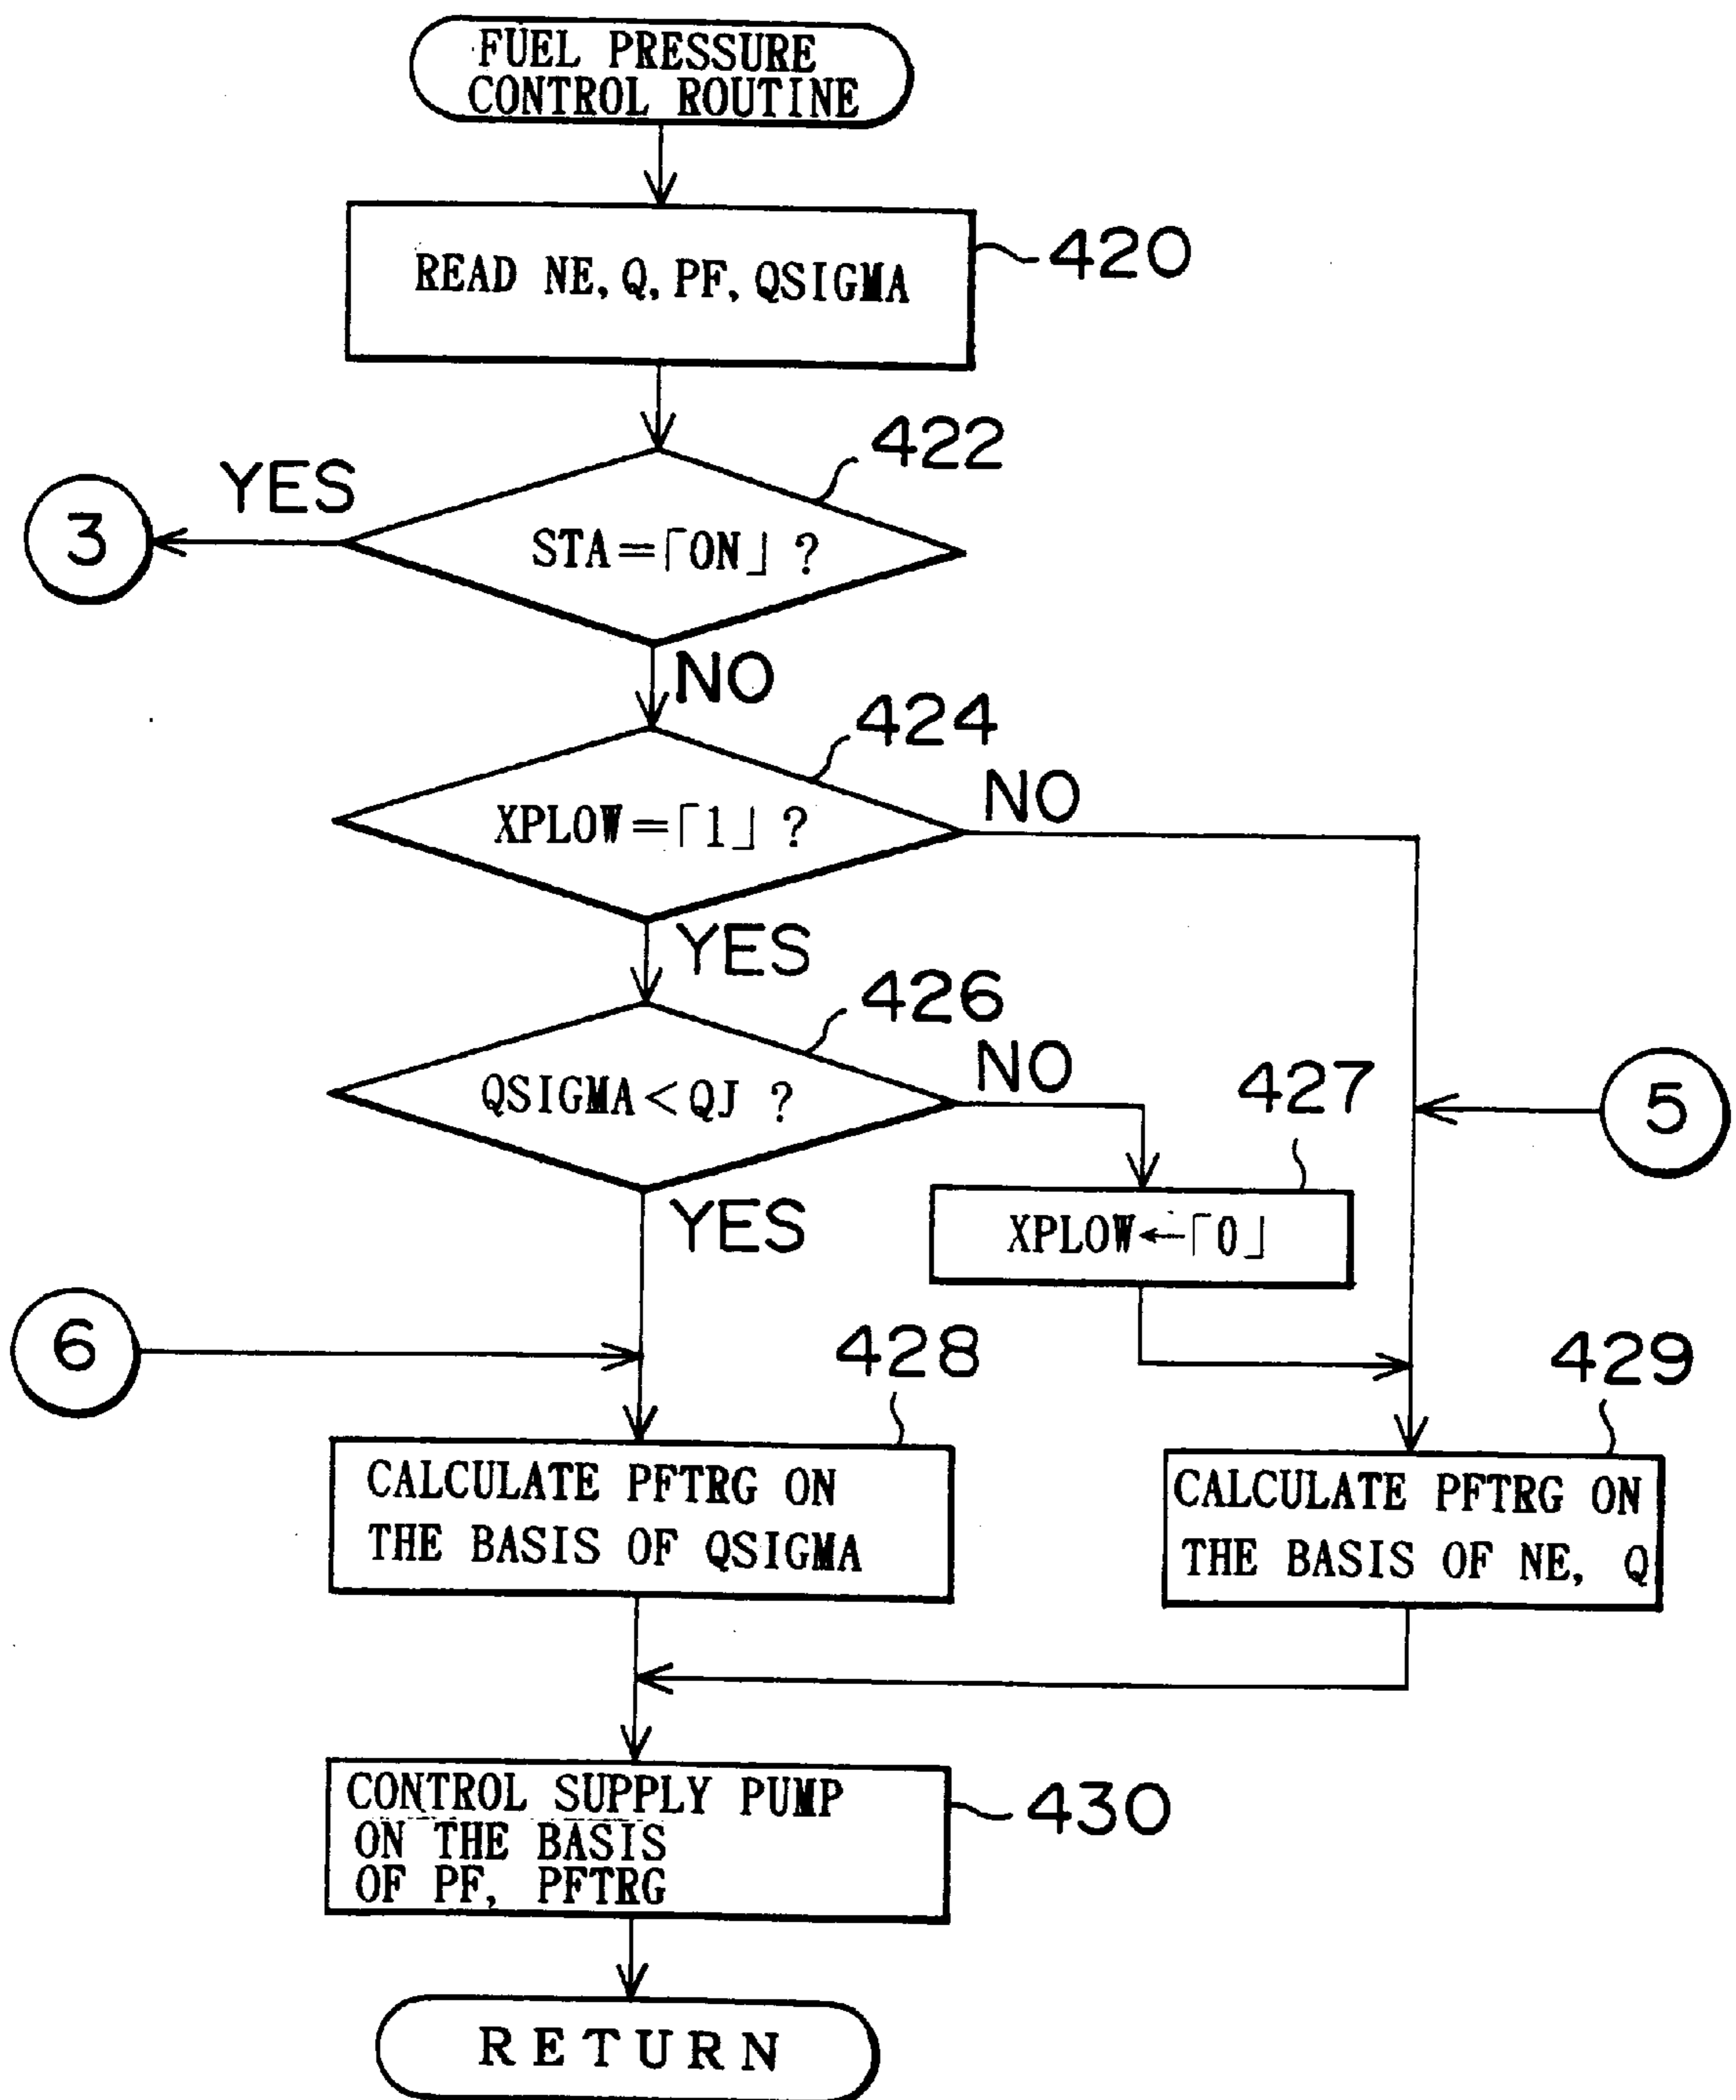 FUEL PRESSURE
CONTROL ROUTINE
READ NE, Q, PF, QSIGMA
420
422
YES
3
STA=「ON」?
NO
424
NO
XPLOW=「1」?
YES
426
NO
427
QSIGMA<QJ ?
5
YES
XPLOW←「0」
6
428
429
CALCULATE PFTRG ON
THE BASIS OF QSIGMA
CALCULATE PFTRG ON
THE BASIS OF NE, Q
CONTROL SUPPLY PUMP
ON THE BASIS
OF PF, PFTRG
430
RETURN